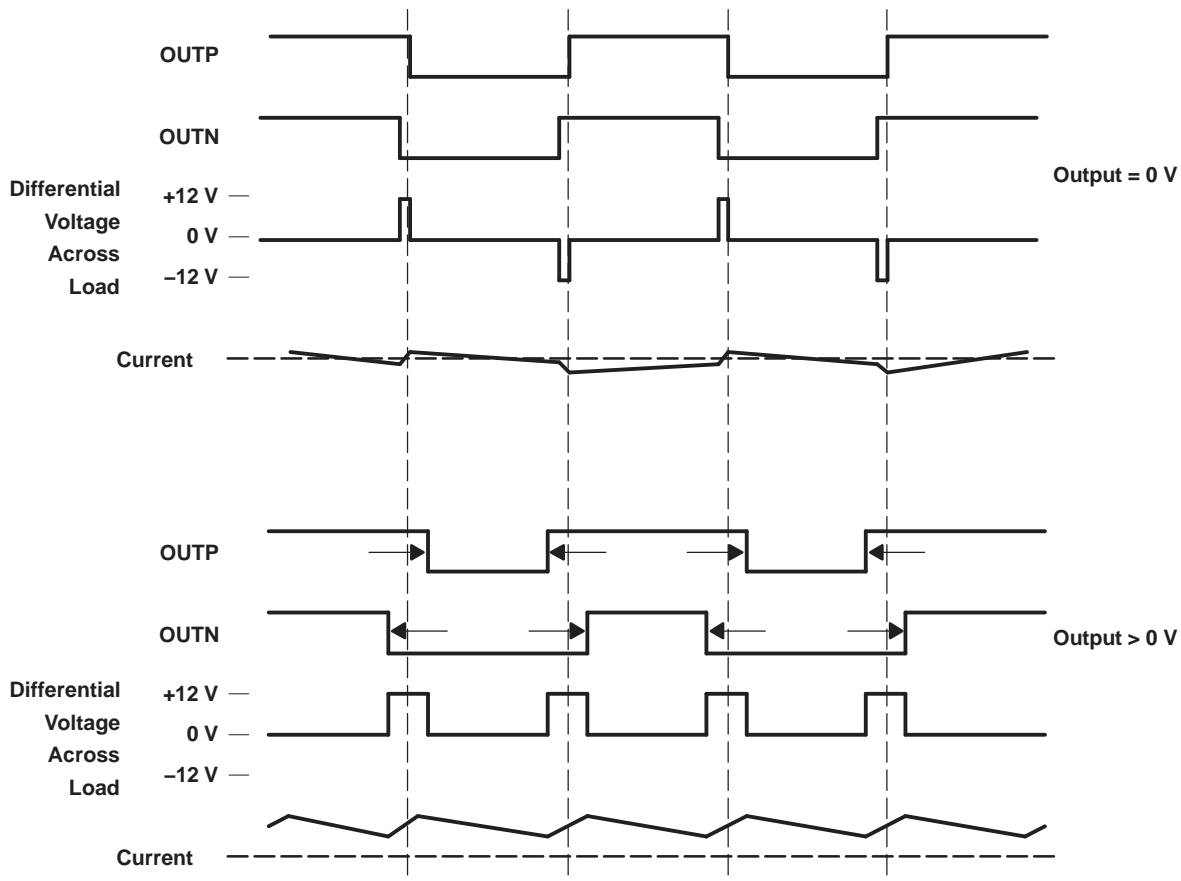 OUTP
OUTN
Output = 0 V
Differential
Voltage
Across
Load
+12 V
0 V
−12 V
Current
OUTP
OUTN
Output > 0 V
Differential
Voltage
Across
Load
+12 V
0 V
−12 V
Current